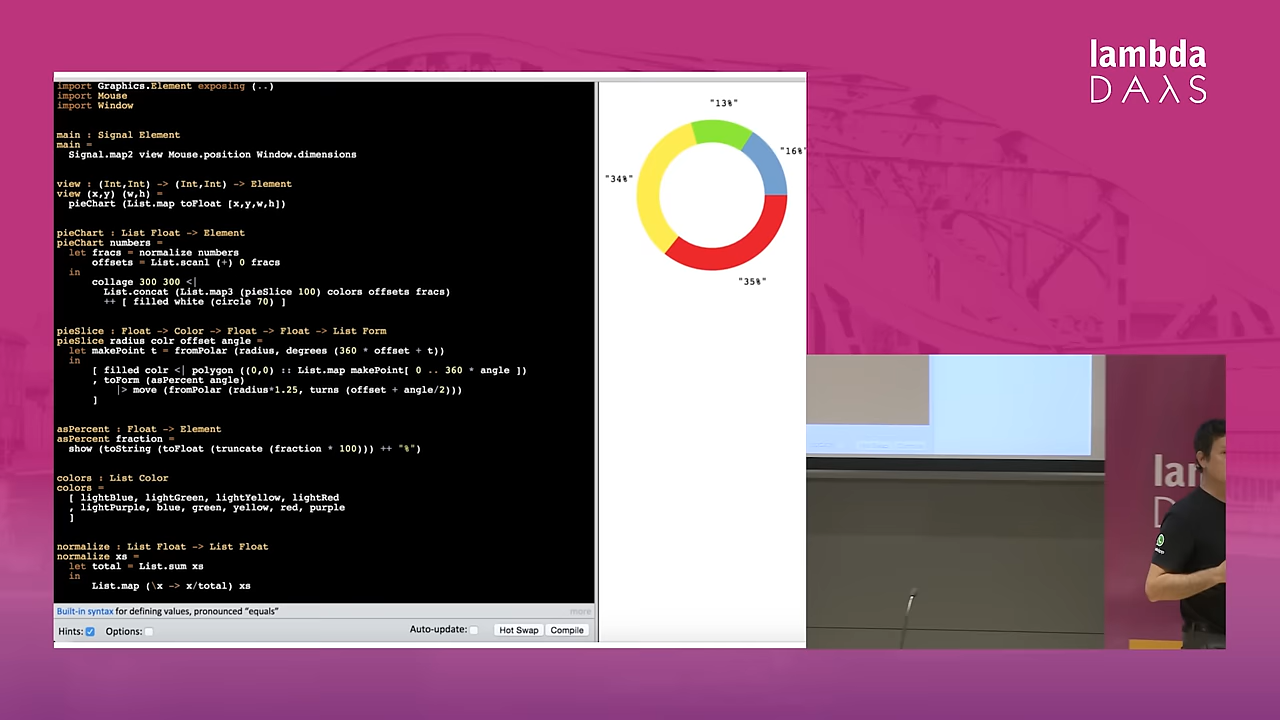 lambda
DAλS
import Graphics.Element exposing (..)
import Mouse
import Window
main : Signal Element
main =
  Signal.map2 view Mouse.position Window.dimensions
view : (Int,Int) -> (Int,Int) -> Element
view (x,y) (w,h) =
  pieChart (List.map toFloat [x,y,w,h])
pieChart : List Float -> Element
pieChart numbers =
  let fracs = normalize numbers
      offsets = List.scanl (+) 0 fracs
  in
      collage 300 300 <|
        List.concat (List.map3 (pieSlice 100) colors offsets fracs)
        ++ [ filled white (circle 70) ]
pieSlice : Float -> Color -> Float -> Float -> List Form
pieSlice radius colr offset angle =
  let makePoint t = fromPolar (radius, degrees (360 * offset + t))
  in
      [ filled colr <| polygon ((0,0) :: List.map makePoint[ 0 .. 360 * angle ])
      , toForm (asPercent angle)
          |> move (fromPolar (radius*1.25, turns (offset + angle/2)))
      ]
asPercent : Float -> Element
asPercent fraction =
  show (toString (toFloat (truncate (fraction * 100))) ++ "%")
colors : List Color
colors =
  [ lightBlue, lightGreen, lightYellow, lightRed
  , lightPurple, blue, green, yellow, red, purple
  ]
normalize : List Float -> List Float
normalize xs =
  let total = List.sum xs
  in
      List.map (\x -> x/total) xs
Built-in syntax for defining values, pronounced "equals" more
Hints: Options: Auto-update: Hot Swap Compile
"13%"
"16%"
"34%"
"35%"
lam
D